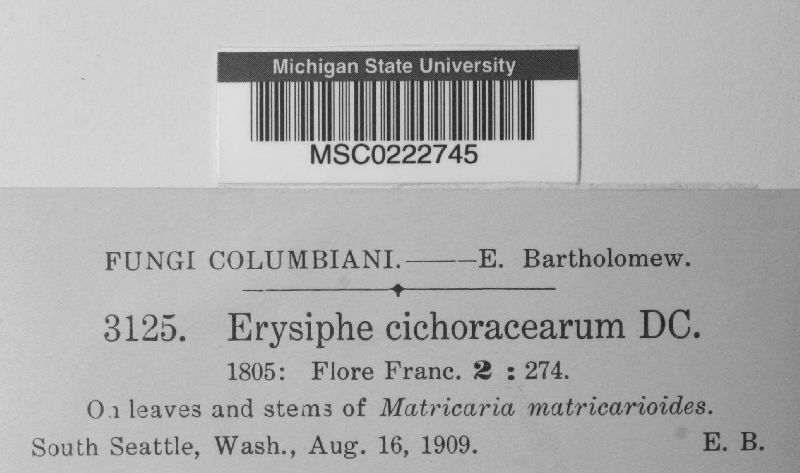 Michigan State University
MSC0222745
FUNGI COLUMBIANI.——E. Bartholomew.
3125. Erysiphe cichoracearum DC.
1805: Flore Franc. 2 : 274.
On leaves and stems of Matricaria matricarioides.
South Seattle, Wash., Aug. 16, 1909. E. B.